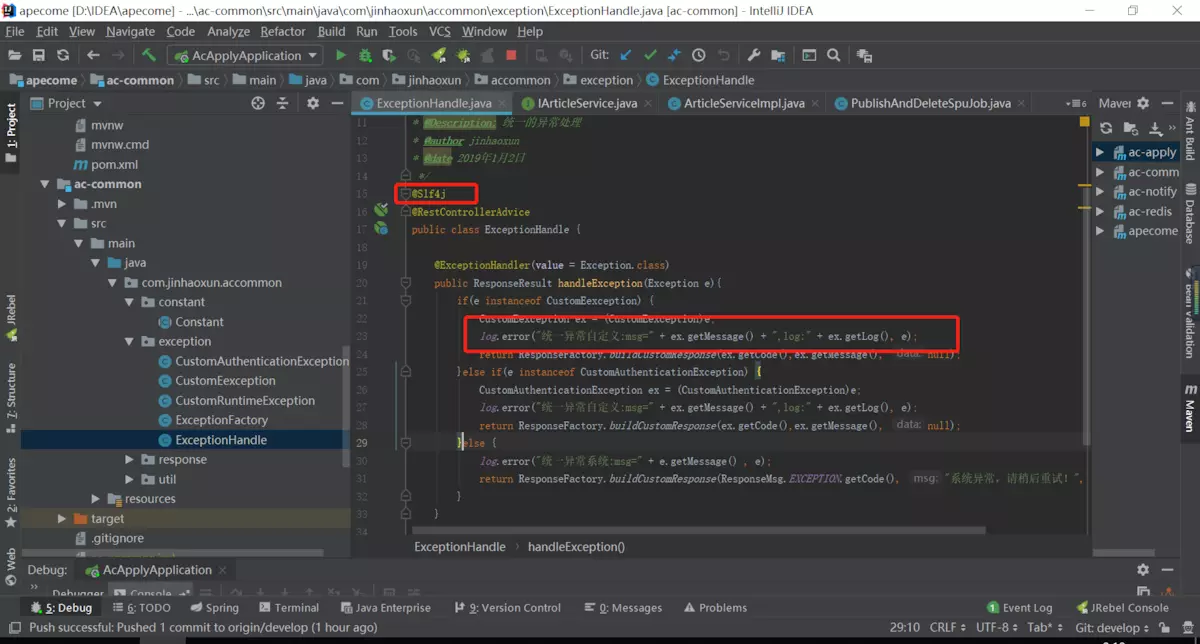 apecome [D:\IDEA\apecome] - ...\ac-common\src\main\java\com\jinhaoxun\accommon\exception\ExceptionHandle.java [ac-common] - IntelliJ IDEA
File Edit View Navigate Code Analyze Refactor Build Run Tools VCS Window Help
AcApplyApplication Git:
apecome ac-common src main java com jinhaoxun accommon exception ExceptionHandle
Project
ExceptionHandle.java IArticleService.java ArticleServiceImpl.java PublishAndDeleteSpuJob.java
Maven
1: Project
7: Structure
JRebel
2: Favorites
Web
mvnw
mvnw.cmd
pom.xml
ac-common
.mvn
src
main
java
com.jinhaoxun.accommon
constant
Constant
exception
CustomAuthenticationException
CustomEexception
CustomRuntimeException
ExceptionFactory
ExceptionHandle
response
util
resources
target
.gitignore
11 * @Description: 统一的异常处理
12 * @author jinhaoxun
13 * @date 2019年1月2日
14 */
15 @Slf4j
16 @RestControllerAdvice
17 public class ExceptionHandle {
18
19 @ExceptionHandler(value = Exception.class)
20 public ResponseResult handleException(Exception e){
21 if(e instanceof CustomEexception) {
22 CustomEexception ex = (CustomEexception)e;
23 log.error("统一异常自定义:msg=" + ex.getMessage() + ",log:" + ex.getLog(), e);
24 return ResponseFactory.buildCustomResponse(ex.getCode(),ex.getMessage(), data: null);
25 }else if(e instanceof CustomAuthenticationException) {
26 CustomAuthenticationException ex = (CustomAuthenticationException)e;
27 log.error("统一异常自定义:msg=" + ex.getMessage() + ",log:" + ex.getLog(), e);
28 return ResponseFactory.buildCustomResponse(ex.getCode(),ex.getMessage(), data: null);
29 }else {
30 log.error("统一异常系统:msg=" + e.getMessage() , e);
31 return ResponseFactory.buildCustomResponse(ResponseMsg.EXCEPTION.getCode(), msg: "系统异常，请稍后重试！",
32 }
33 }
34
ExceptionHandle handleException()
ac-apply
ac-comm
ac-notify
ac-redis
apecome
Ant Build
Database
Bean Validation
Maven
Debug: AcApplyApplication
Debugger Console
5: Debug 6: TODO Spring Terminal Java Enterprise 9: Version Control 0: Messages Problems 1 Event Log JRebel Console
Push successful: Pushed 1 commit to origin/develop (1 hour ago) 29:10 CRLF UTF-8 Tab* Git: develop